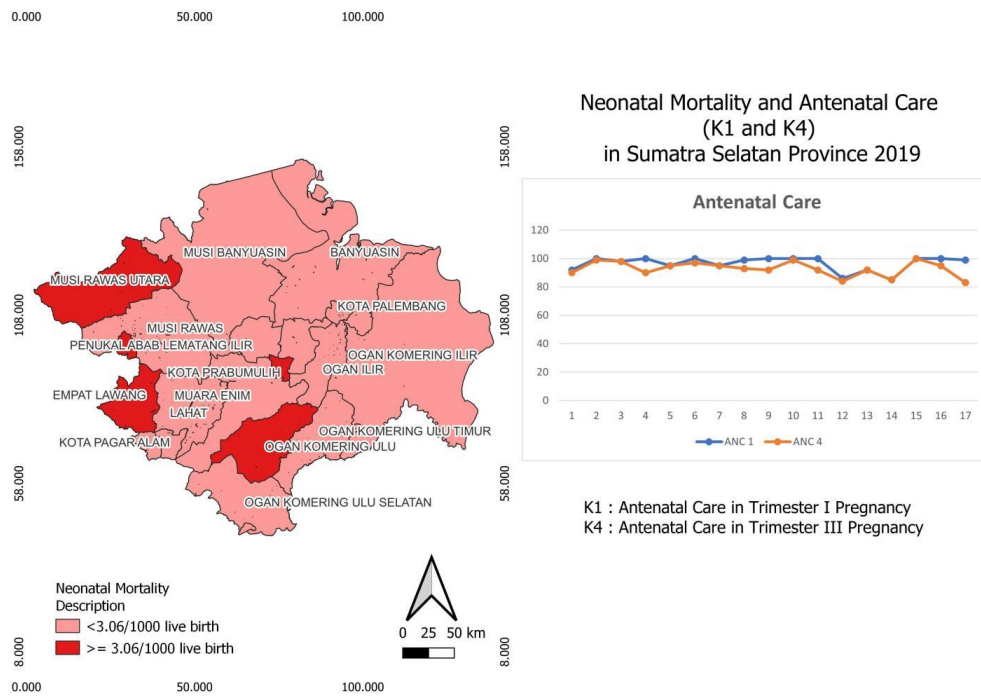 0.000 50.000 100.000
158.000
108.000
58.000
8.000
158.000
108.000
58.000
8.000
MUSI BANYUASIN
BANYUASIN
MUSI RAWAS UTARA
KOTA PALEMBANG
MUSI RAWAS
PENUKAL ABAB LEMATANG ILIR
OGAN KOMERING ILIR
KOTA PRABUMULIH
OGAN ILIR
EMPAT LAWANG
MUARA ENIM
LAHAT
OGAN KOMERING ULU TIMUR
KOTA PAGAR ALAM
OGAN KOMERING ULU
OGAN KOMERING ULU SELATAN
Neonatal Mortality
Description
<3.06/1000 live birth
>= 3.06/1000 live birth
0 25 50 km
0.000 50.000 100.000
Neonatal Mortality and Antenatal Care
(K1 and K4)
in Sumatra Selatan Province 2019
Antenatal Care
120
100
80
60
40
20
0
1 2 3 4 5 6 7 8 9 10 11 12 13 14 15 16 17
ANC 1 ANC 4
K1 : Antenatal Care in Trimester I Pregnancy
K4 : Antenatal Care in Trimester III Pregnancy